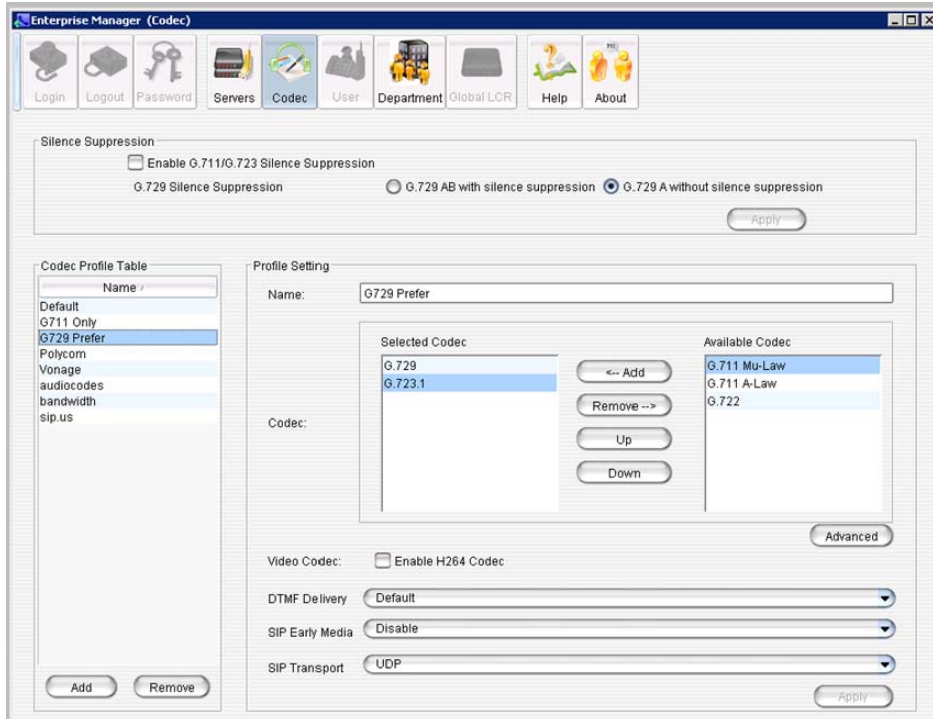 Enterprise Manager (Codec)
Login Logout Password Servers Codec User Department Global LCR Help About
Silence Suppression
Enable G.711/G.723 Silence Suppression
G.729 Silence Suppression G.729 AB with silence suppression G.729 A without silence suppression
Apply
Codec Profile Table
Name
Default
G711 Only
G729 Prefer
Polycom
Vonage
audiocodes
bandwidth
sip.us
Add Remove
Profile Setting
Name: G729 Prefer
Codec:
Selected Codec
G.729
G.723.1
<-- Add
Remove -->
Up
Down
Available Codec
G.711 Mu-Law
G.711 A-Law
G.722
Advanced
Video Codec: Enable H264 Codec
DTMF Delivery Default
SIP Early Media Disable
SIP Transport UDP
Apply